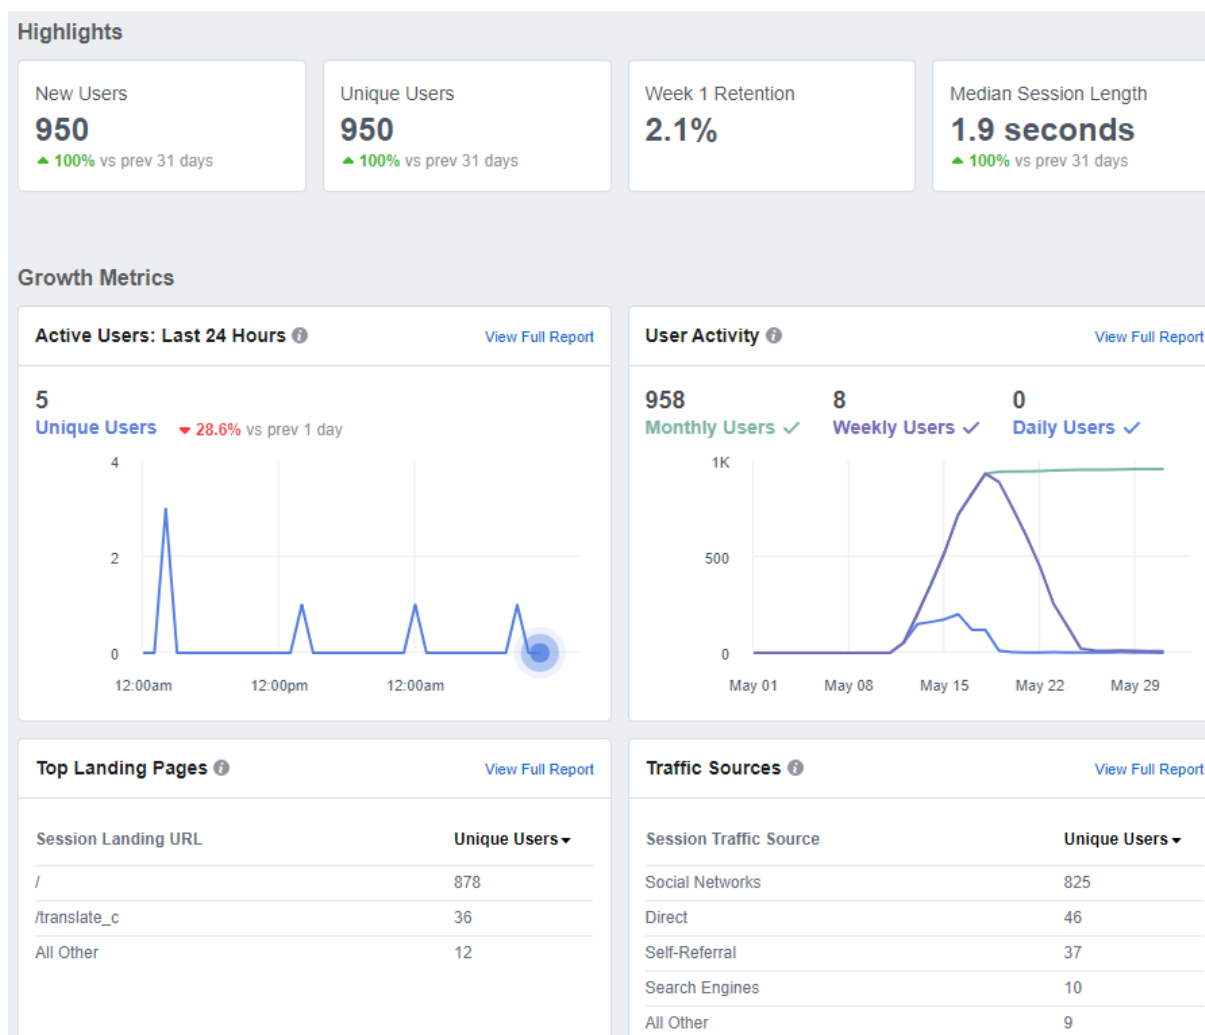 Highlights
New Users
950
100% vs prev 31 days
Unique Users
950
100% vs prev 31 days
Week 1 Retention
2.1%
Median Session Length
1.9 seconds
100% vs prev 31 days
Growth Metrics
Active Users: Last 24 Hours
View Full Report
5
Unique Users
28.6% vs prev 1 day
4
2
0
12:00am 12:00pm 12:00am
User Activity
View Full Report
958
Monthly Users
8
Weekly Users
0
Daily Users
1K
500
0
May 01 May 08 May 15 May 22 May 29
Top Landing Pages
View Full Report
Session Landing URL Unique Users
/ 878
/translate_c 36
All Other 12
Traffic Sources
View Full Report
Session Traffic Source Unique Users
Social Networks 825
Direct 46
Self-Referral 37
Search Engines 10
All Other 9